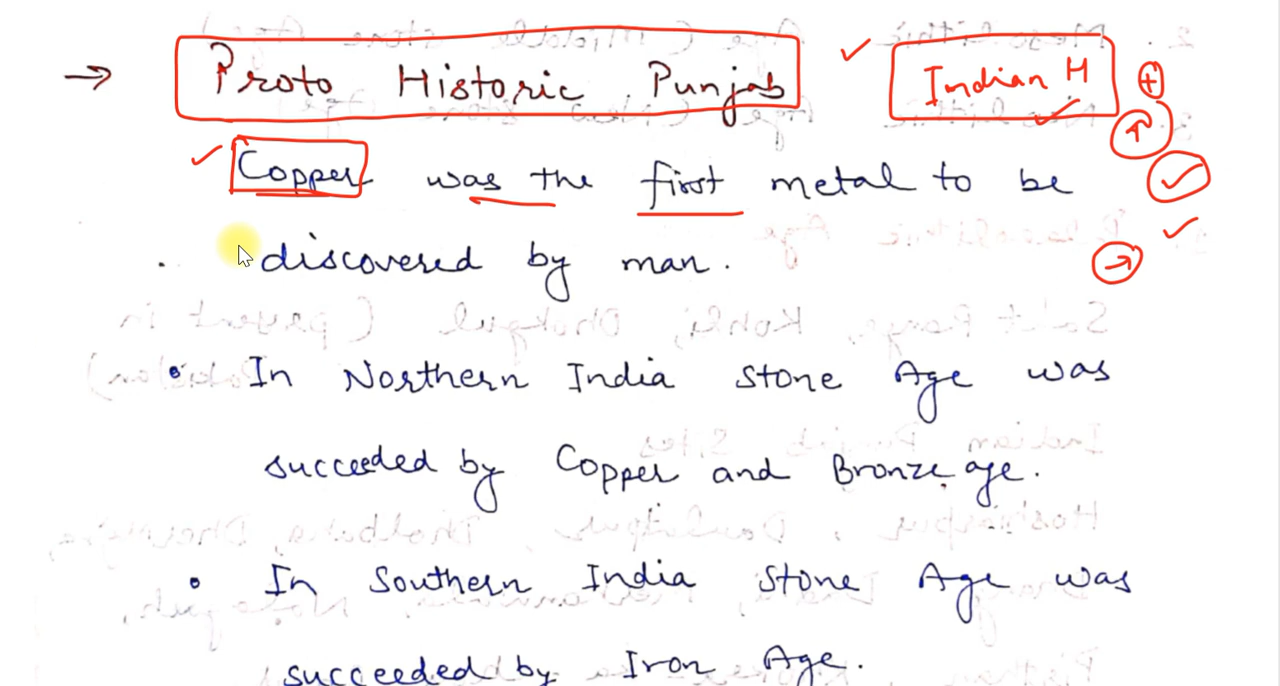 → Proto Historic Punjab ✓ Indian H
Copper was the first metal to be
discovered by man.
• In Northern India Stone Age was
succeeded by Copper and Bronze age.
• In Southern India Stone Age was
succeeded by Iron Age.